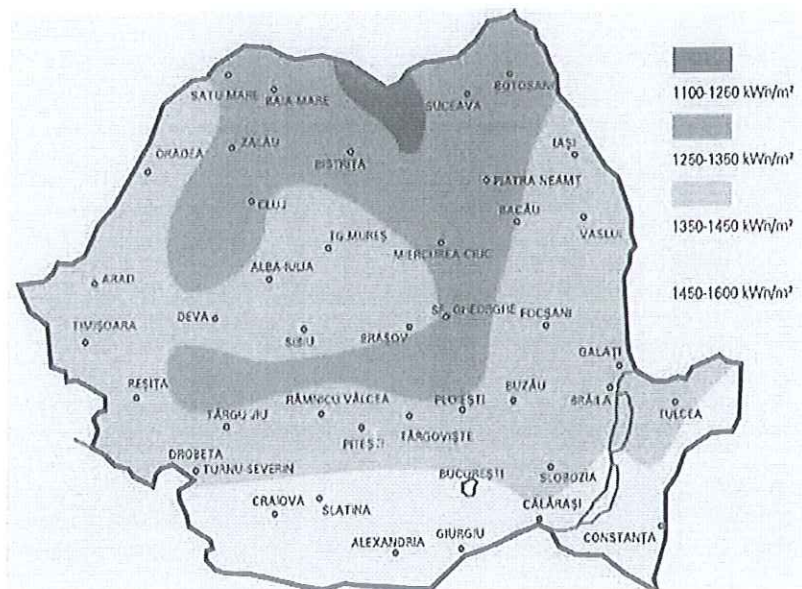 BOTOȘANI
SATU MARE
BAIA MARE
SUCEAVA
1100-1250 kWh/m²
ZALĂU
IAȘI
ORADEA
BISTRIȚA
1250-1350 kWh/m²
PIATRA NEAMȚ
CLUJ
BACĂU
VASLUI
1350-1450 kWh/m²
TG.MUREȘ
MIERCUREA CIUC
ALBA-IULIA
ARAD
1450-1600 kWh/m²
DEVA
SF. GHEORGHE
FOCȘANI
TIMIȘOARA
SIBIU
BRAȘOV
GALAȚI
REȘIȚA
RÂMNICU VÂLCEA
PLOIEȘTI
BUZĂU
BRĂILA
TULCEA
TÂRGU JIU
PITEȘTI
TÂRGOVIȘTE
DROBETA
TURNU-SEVERIN
BUCUREȘTI
SLOBOZIA
CRAIOVA
SLATINA
CĂLĂRAȘI
CONSTANȚA
ALEXANDRIA
GIURGIU